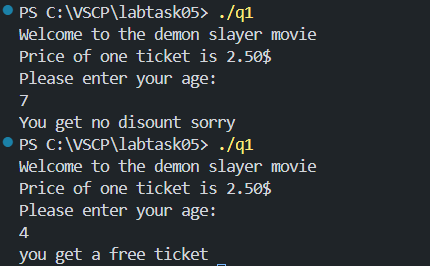 PS C:\VSCP\labtask05> ./q1
Welcome to the demon slayer movie
Price of one ticket is 2.50$
Please enter your age:
7
You get no disount sorry
PS C:\VSCP\labtask05> ./q1
Welcome to the demon slayer movie
Price of one ticket is 2.50$
Please enter your age:
4
you get a free ticket